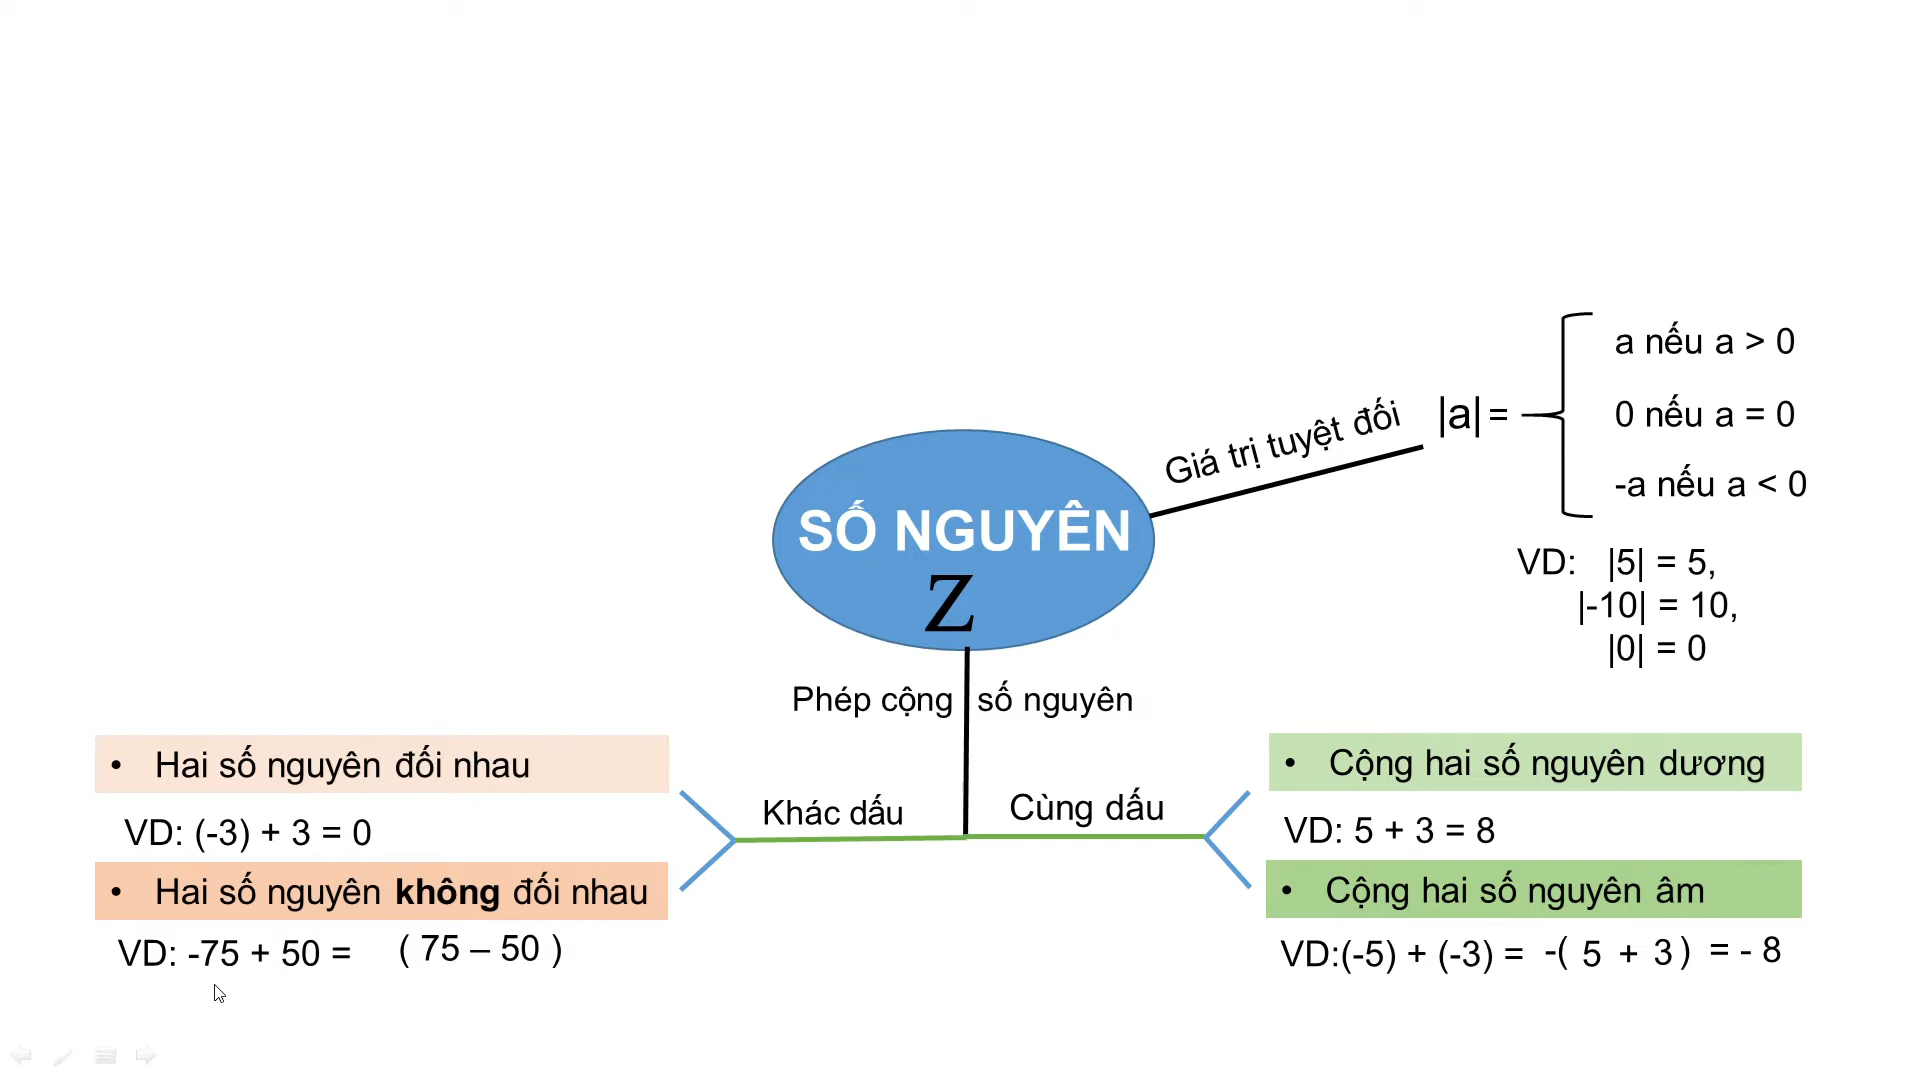 a nếu a > 0
Giá trị tuyệt đối
|a| =
0 nếu a = 0
-a nếu a < 0
SỐ NGUYÊN
Z
VD: |5| = 5,
|-10| = 10,
|0| = 0
Phép cộng số nguyên
• Hai số nguyên đối nhau
VD: (-3) + 3 = 0
Khác dấu
• Hai số nguyên không đối nhau
VD: -75 + 50 = ( 75 – 50 )
Cùng dấu
• Cộng hai số nguyên dương
VD: 5 + 3 = 8
• Cộng hai số nguyên âm
VD:(-5) + (-3) = -( 5 + 3 ) = - 8